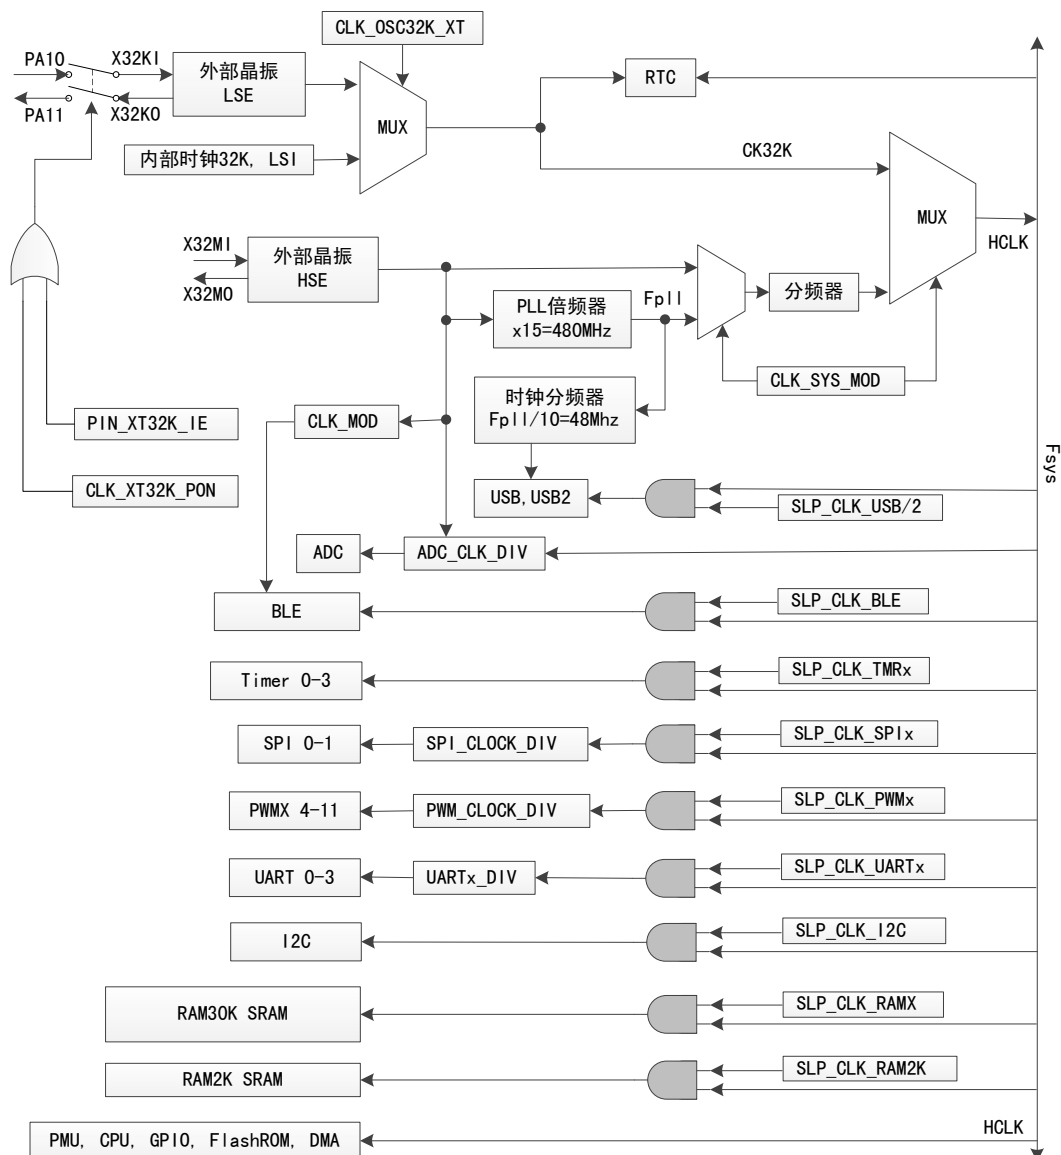 CLK_OSC32K_XT
PA10
X32KI
外部晶振
LSE
RTC
PA11
X32KO
MUX
内部时钟32K, LSI
CK32K
MUX
X32MI
外部晶振
HSE
HCLK
X32MO
PLL倍频器
x15=480MHz
Fpll
分频器
CLK_SYS_MOD
时钟分频器
Fpll/10=48Mhz
CLK_MOD
PIN_XT32K_IE
Fsys
CLK_XT32K_PON
USB,USB2
SLP_CLK_USB/2
ADC
ADC_CLK_DIV
BLE
SLP_CLK_BLE
Timer 0-3
SLP_CLK_TMRx
SPI 0-1
SPI_CLOCK_DIV
SLP_CLK_SPIx
PWMX 4-11
PWM_CLOCK_DIV
SLP_CLK_PWMx
UART 0-3
UARTx_DIV
SLP_CLK_UARTx
I2C
SLP_CLK_I2C
RAM30K SRAM
SLP_CLK_RAMX
RAM2K SRAM
SLP_CLK_RAM2K
PMU, CPU, GPIO, FlashROM, DMA
HCLK